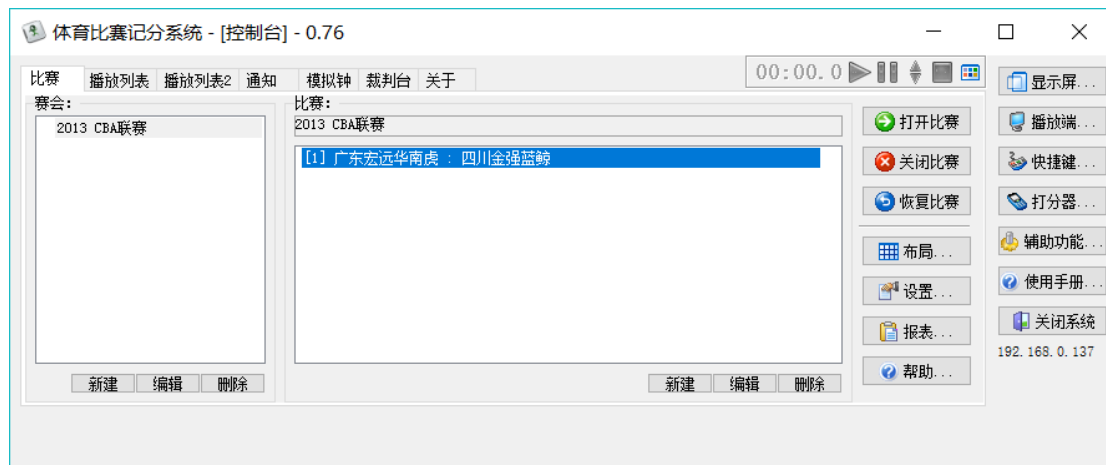 体育比赛记分系统 - [控制台] - 0.76
比赛 播放列表 播放列表2 通知 模拟钟 裁判台 关于
00:00.0
显示屏...
赛会: 比赛:
2013 CBA联赛 2013 CBA联赛
打开比赛 播放端...
[1] 广东宏远华南虎 : 四川金强蓝鲸
关闭比赛 快捷键...
恢复比赛 打分器...
布局... 辅助功能...
设置... 使用手册...
报表... 关闭系统
192.168.0.137
帮助...
新建 编辑 删除 新建 编辑 删除